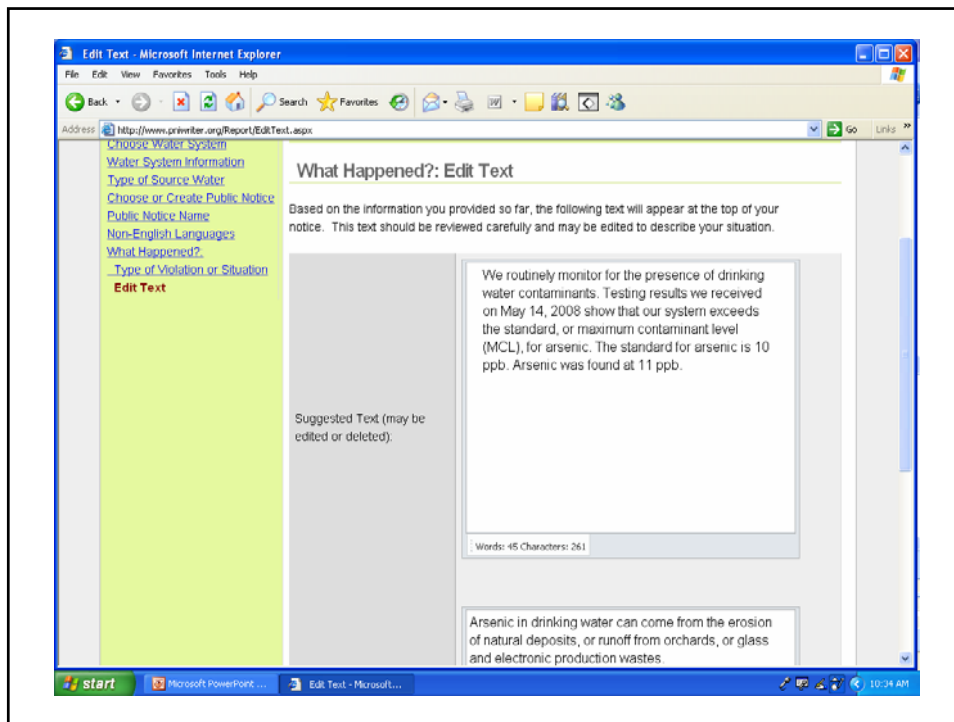 Edit Text - Microsoft Internet Explorer
File Edit View Favorites Tools Help
Back Search Favorites
Address http://www.pniwriter.org/Report/EditText.aspx Go Links »
Choose Water System
Water System Information
Type of Source Water
Choose or Create Public Notice
Public Notice Name
Non-English Languages
What Happened?:
Type of Violation or Situation
Edit Text
What Happened?: Edit Text
Based on the information you provided so far, the following text will appear at the top of your
notice. This text should be reviewed carefully and may be edited to describe your situation.
Suggested Text (may be
edited or deleted):
We routinely monitor for the presence of drinking
water contaminants. Testing results we received
on May 14, 2008 show that our system exceeds
the standard, or maximum contaminant level
(MCL), for arsenic. The standard for arsenic is 10
ppb. Arsenic was found at 11 ppb.
Words: 45 Characters: 261
Arsenic in drinking water can come from the erosion
of natural deposits, or runoff from orchards, or glass
and electronic production wastes.
start Microsoft PowerPoint ... Edit Text - Microsoft... 10:34 AM